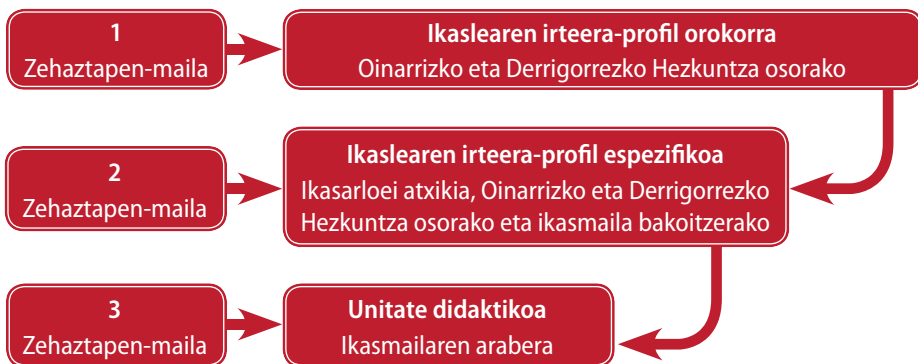 1
Zehaztapen-maila
Ikaslearen irteera-profil orokorra
Oinarrizko eta Derrigorrezko Hezkuntza osorako
2
Zehaztapen-maila
Ikaslearen irteera-profil espezifikoa
Ikasarloei atxikia, Oinarrizko eta Derrigorrezko
Hezkuntza osorako eta ikasmaila bakoitzerako
3
Zehaztapen-maila
Unitate didaktikoa
Ikasmailaren arabera